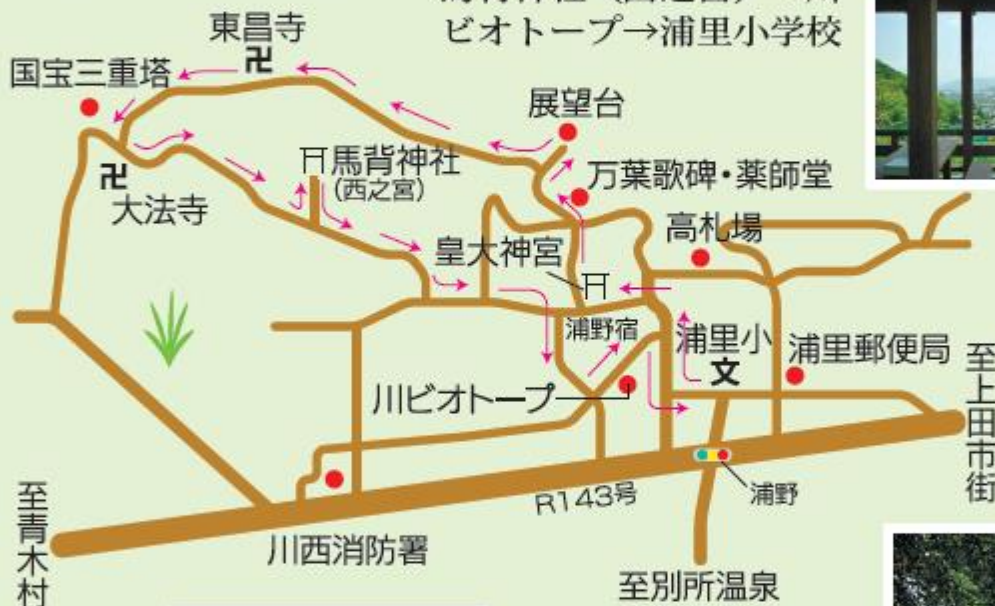 ビオトープ→浦里小学校
東昌寺
国宝三重塔
展望台
馬背神社
(西之宮)
万葉歌碑・薬師堂
大法寺
高札場
皇大神宮
浦野宿
浦里小
文
浦里郵便局
川ビオトープ
至上田市街
R143号
浦野
至青木村
川西消防署
至別所温泉